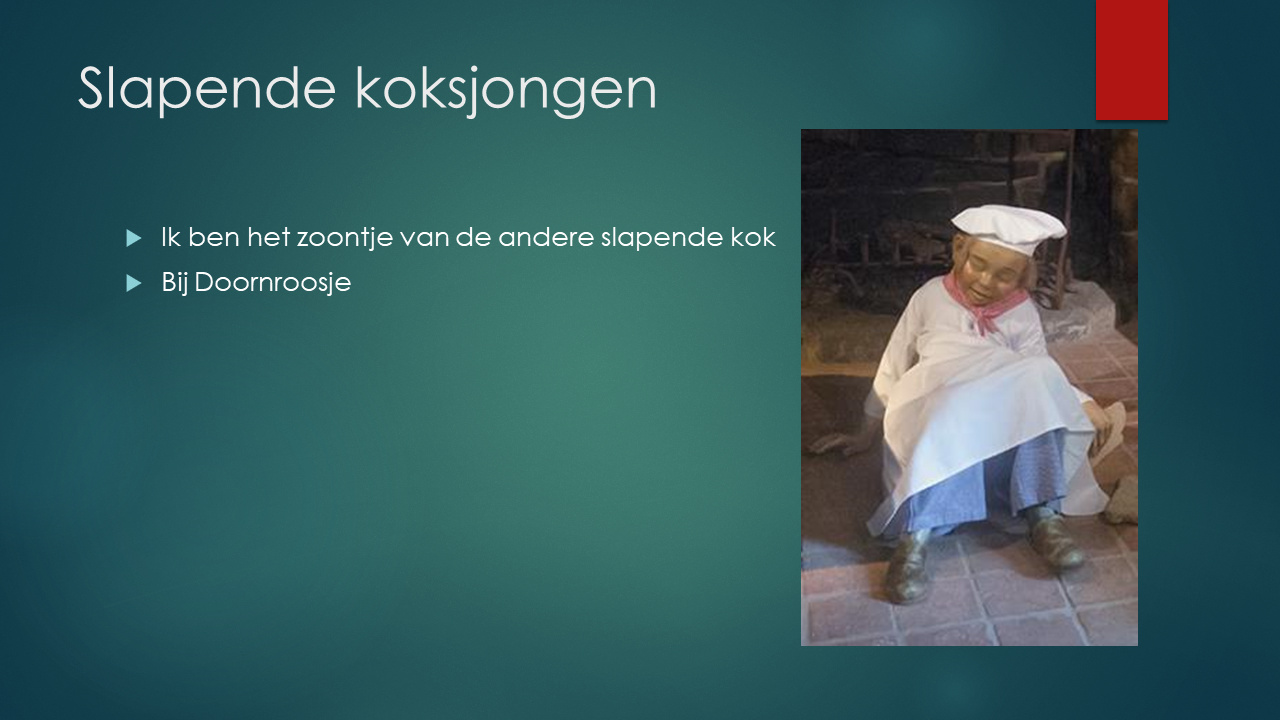 Slapende koksjongen
Ik ben het zoontje van de andere slapende kok
Bij Doornroosje